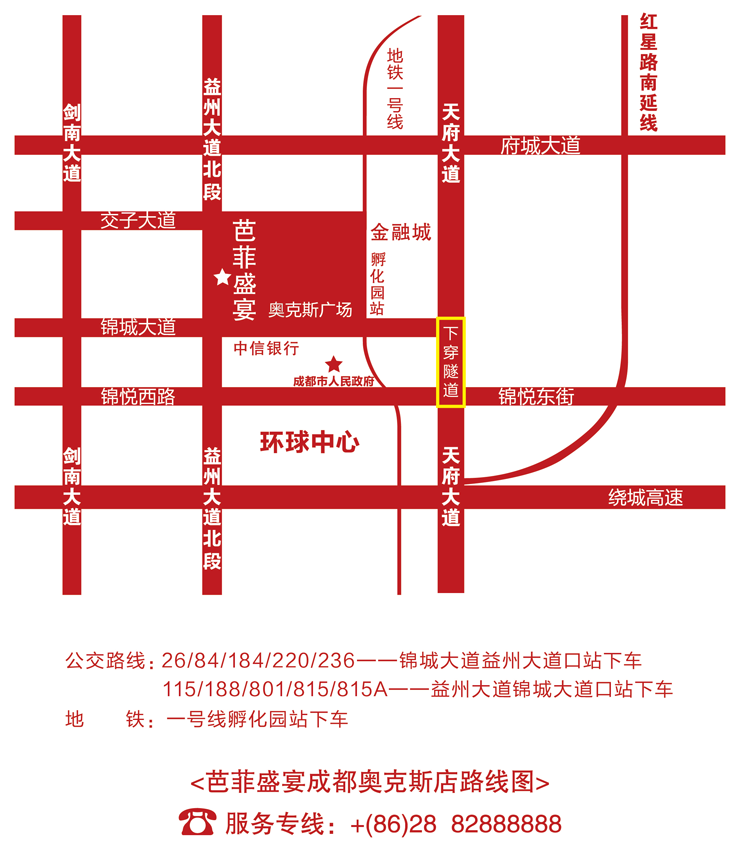 红星路南延线
地铁一号线
剑南大道
益州大道北段
天府大道
府城大道
交子大道
芭菲盛宴
金融城
孵化园站
奥克斯广场
锦城大道
下穿隧道
中信银行
成都市人民政府
锦悦西路
锦悦东街
环球中心
剑南大道
益州大道北段
天府大道
绕城高速
公交路线：26/84/184/220/236——锦城大道益州大道口站下车
115/188/801/815/815A——益州大道锦城大道口站下车
地 铁：一号线孵化园站下车
<芭菲盛宴成都奥克斯店路线图>
服务专线：+(86)28 82888888